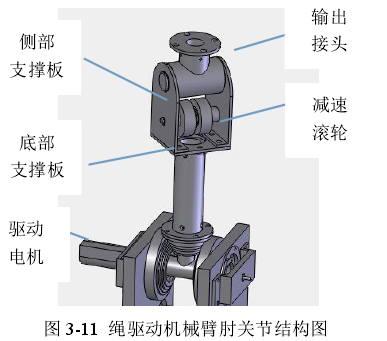 输出
接头
侧部
支撑板
减速
滚轮
底部
支撑板
驱动
电机
图 3-11 绳驱动机械臂肘关节结构图